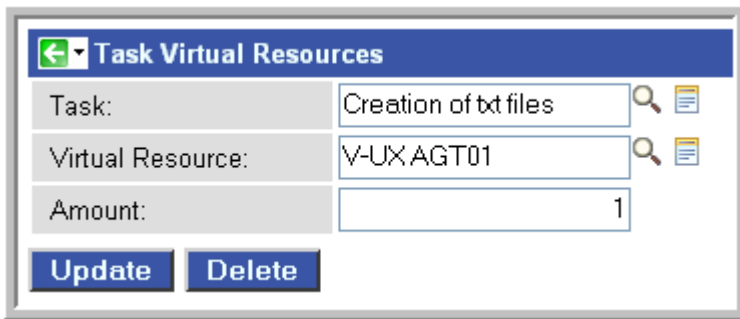 Task Virtual Resources
Task: Creation of txt files
Virtual Resource: V-UX AGT01
Amount: 1
Update Delete